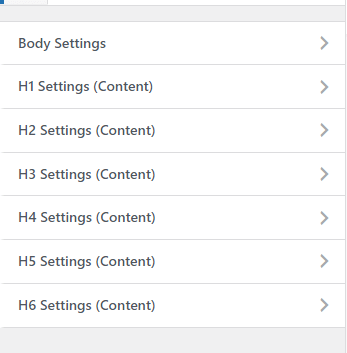 Body Settings
H1 Settings (Content)
H2 Settings (Content)
H3 Settings (Content)
H4 Settings (Content)
H5 Settings (Content)
H6 Settings (Content)